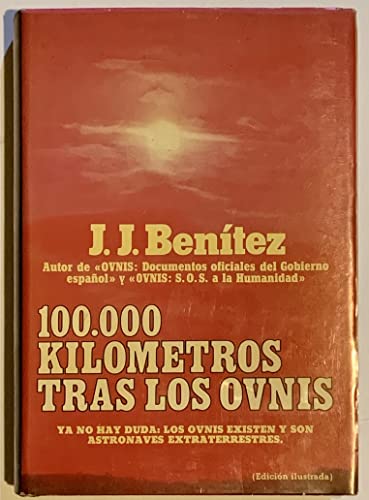 J. J. Benítez
Autor de «OVNIS: Documentos oficiales del Gobierno
español» y «OVNIS: S.O.S. a la Humanidad»
100.000
KILOMETROS
TRAS LOS OVNIS
YA NO HAY DUDA: LOS OVNIS EXISTEN Y SON
ASTRONAVES EXTRATERRESTRES.
(Edición ilustrada)